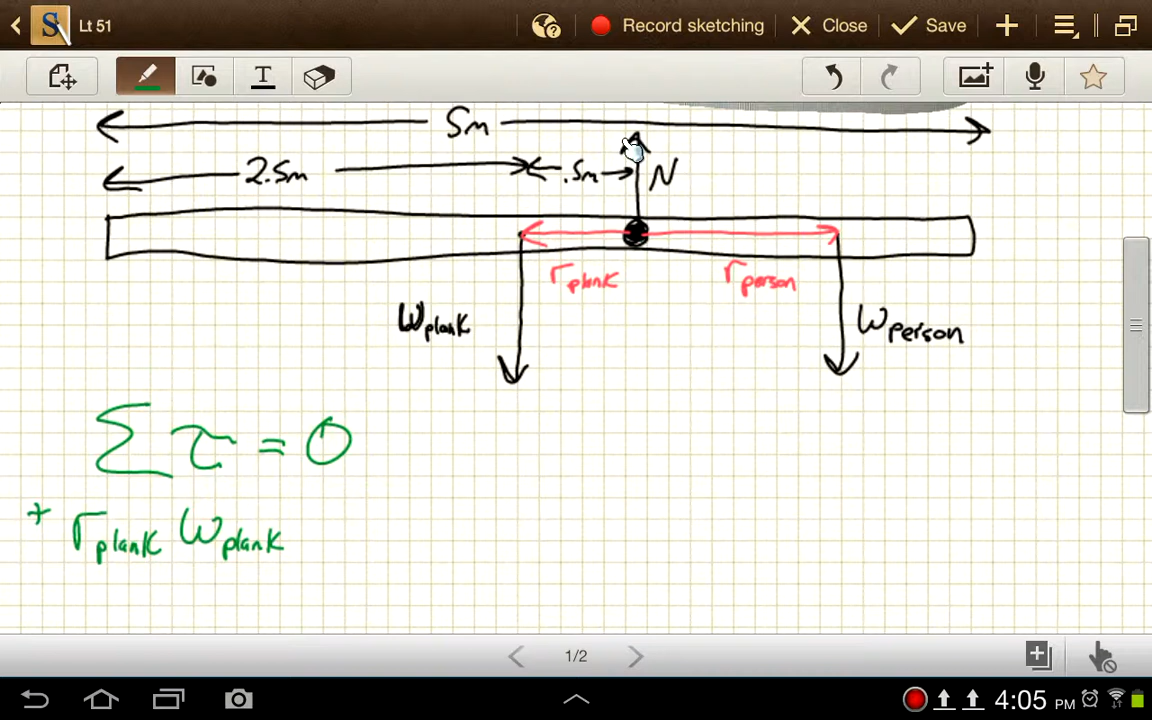 S Lt 51 Record sketching Close Save
T
5m
2.5m .5m N
r plank r person
W plank W person
Σ τ = 0
+ r plank W plank
1/2
4:05 PM